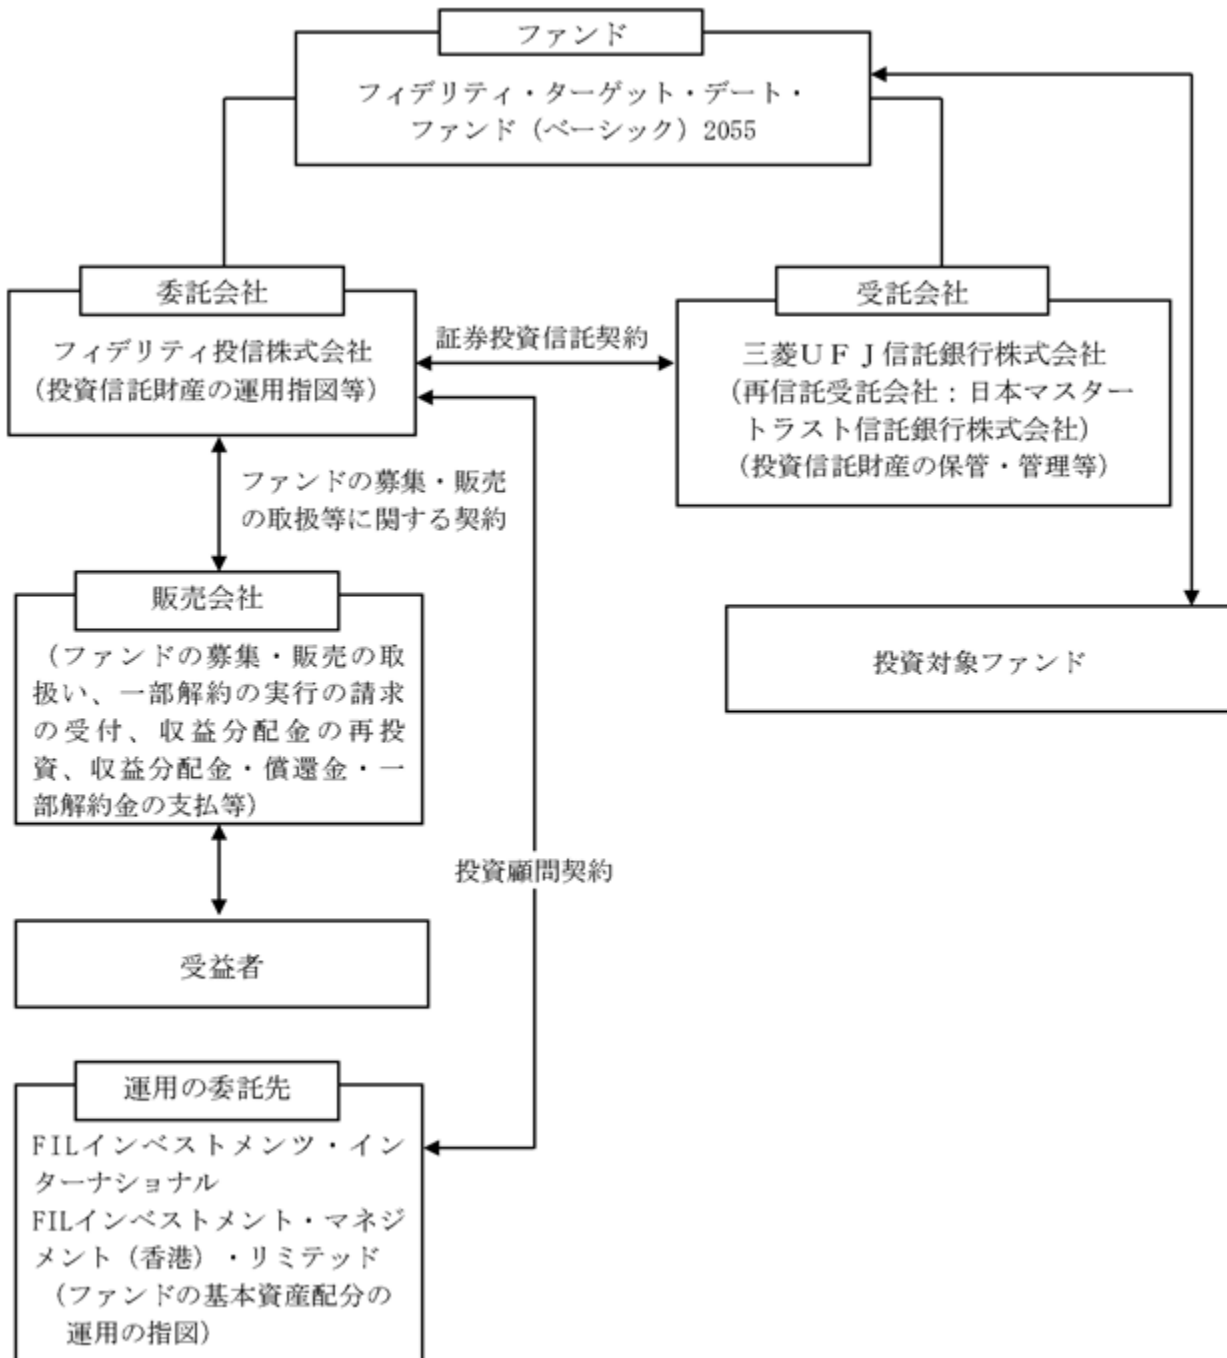 ファンド
フィデリティ・ターゲット・デート・
ファンド（ベーシック）2055
委託会社
フィデリティ投信株式会社
（投資信託財産の運用指図等）
証券投資信託契約
受託会社
三菱ＵＦＪ信託銀行株式会社
（再信託受託会社：日本マスター
トラスト信託銀行株式会社）
（投資信託財産の保管・管理等）
ファンドの募集・販売
の取扱等に関する契約
販売会社
（ファンドの募集・販売の取
扱い、一部解約の実行の請求
の受付、収益分配金の再投
資、収益分配金・償還金・一
部解約金の支払等）
投資対象ファンド
投資顧問契約
受益者
運用の委託先
FILインベストメンツ・イン
ターナショナル
FILインベストメント・マネジ
メント（香港）・リミテッド
（ファンドの基本資産配分の
運用の指図）